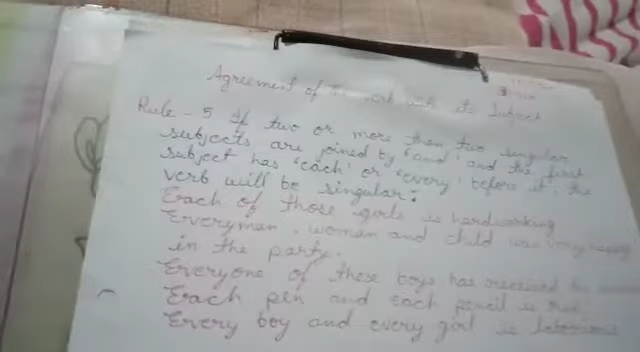 Agreement of The verb with its Subject
Rule - 5 If two or more than two singular
subjects are joined by 'and' and the first
subject has 'each' or 'every' before it, the
verb will be singular:
Each of those girls is hardworking
Everyman, woman and child was very happy
in the party.
Everyone of these boys has received
Each pen and each pencil is
Every boy and every girl is